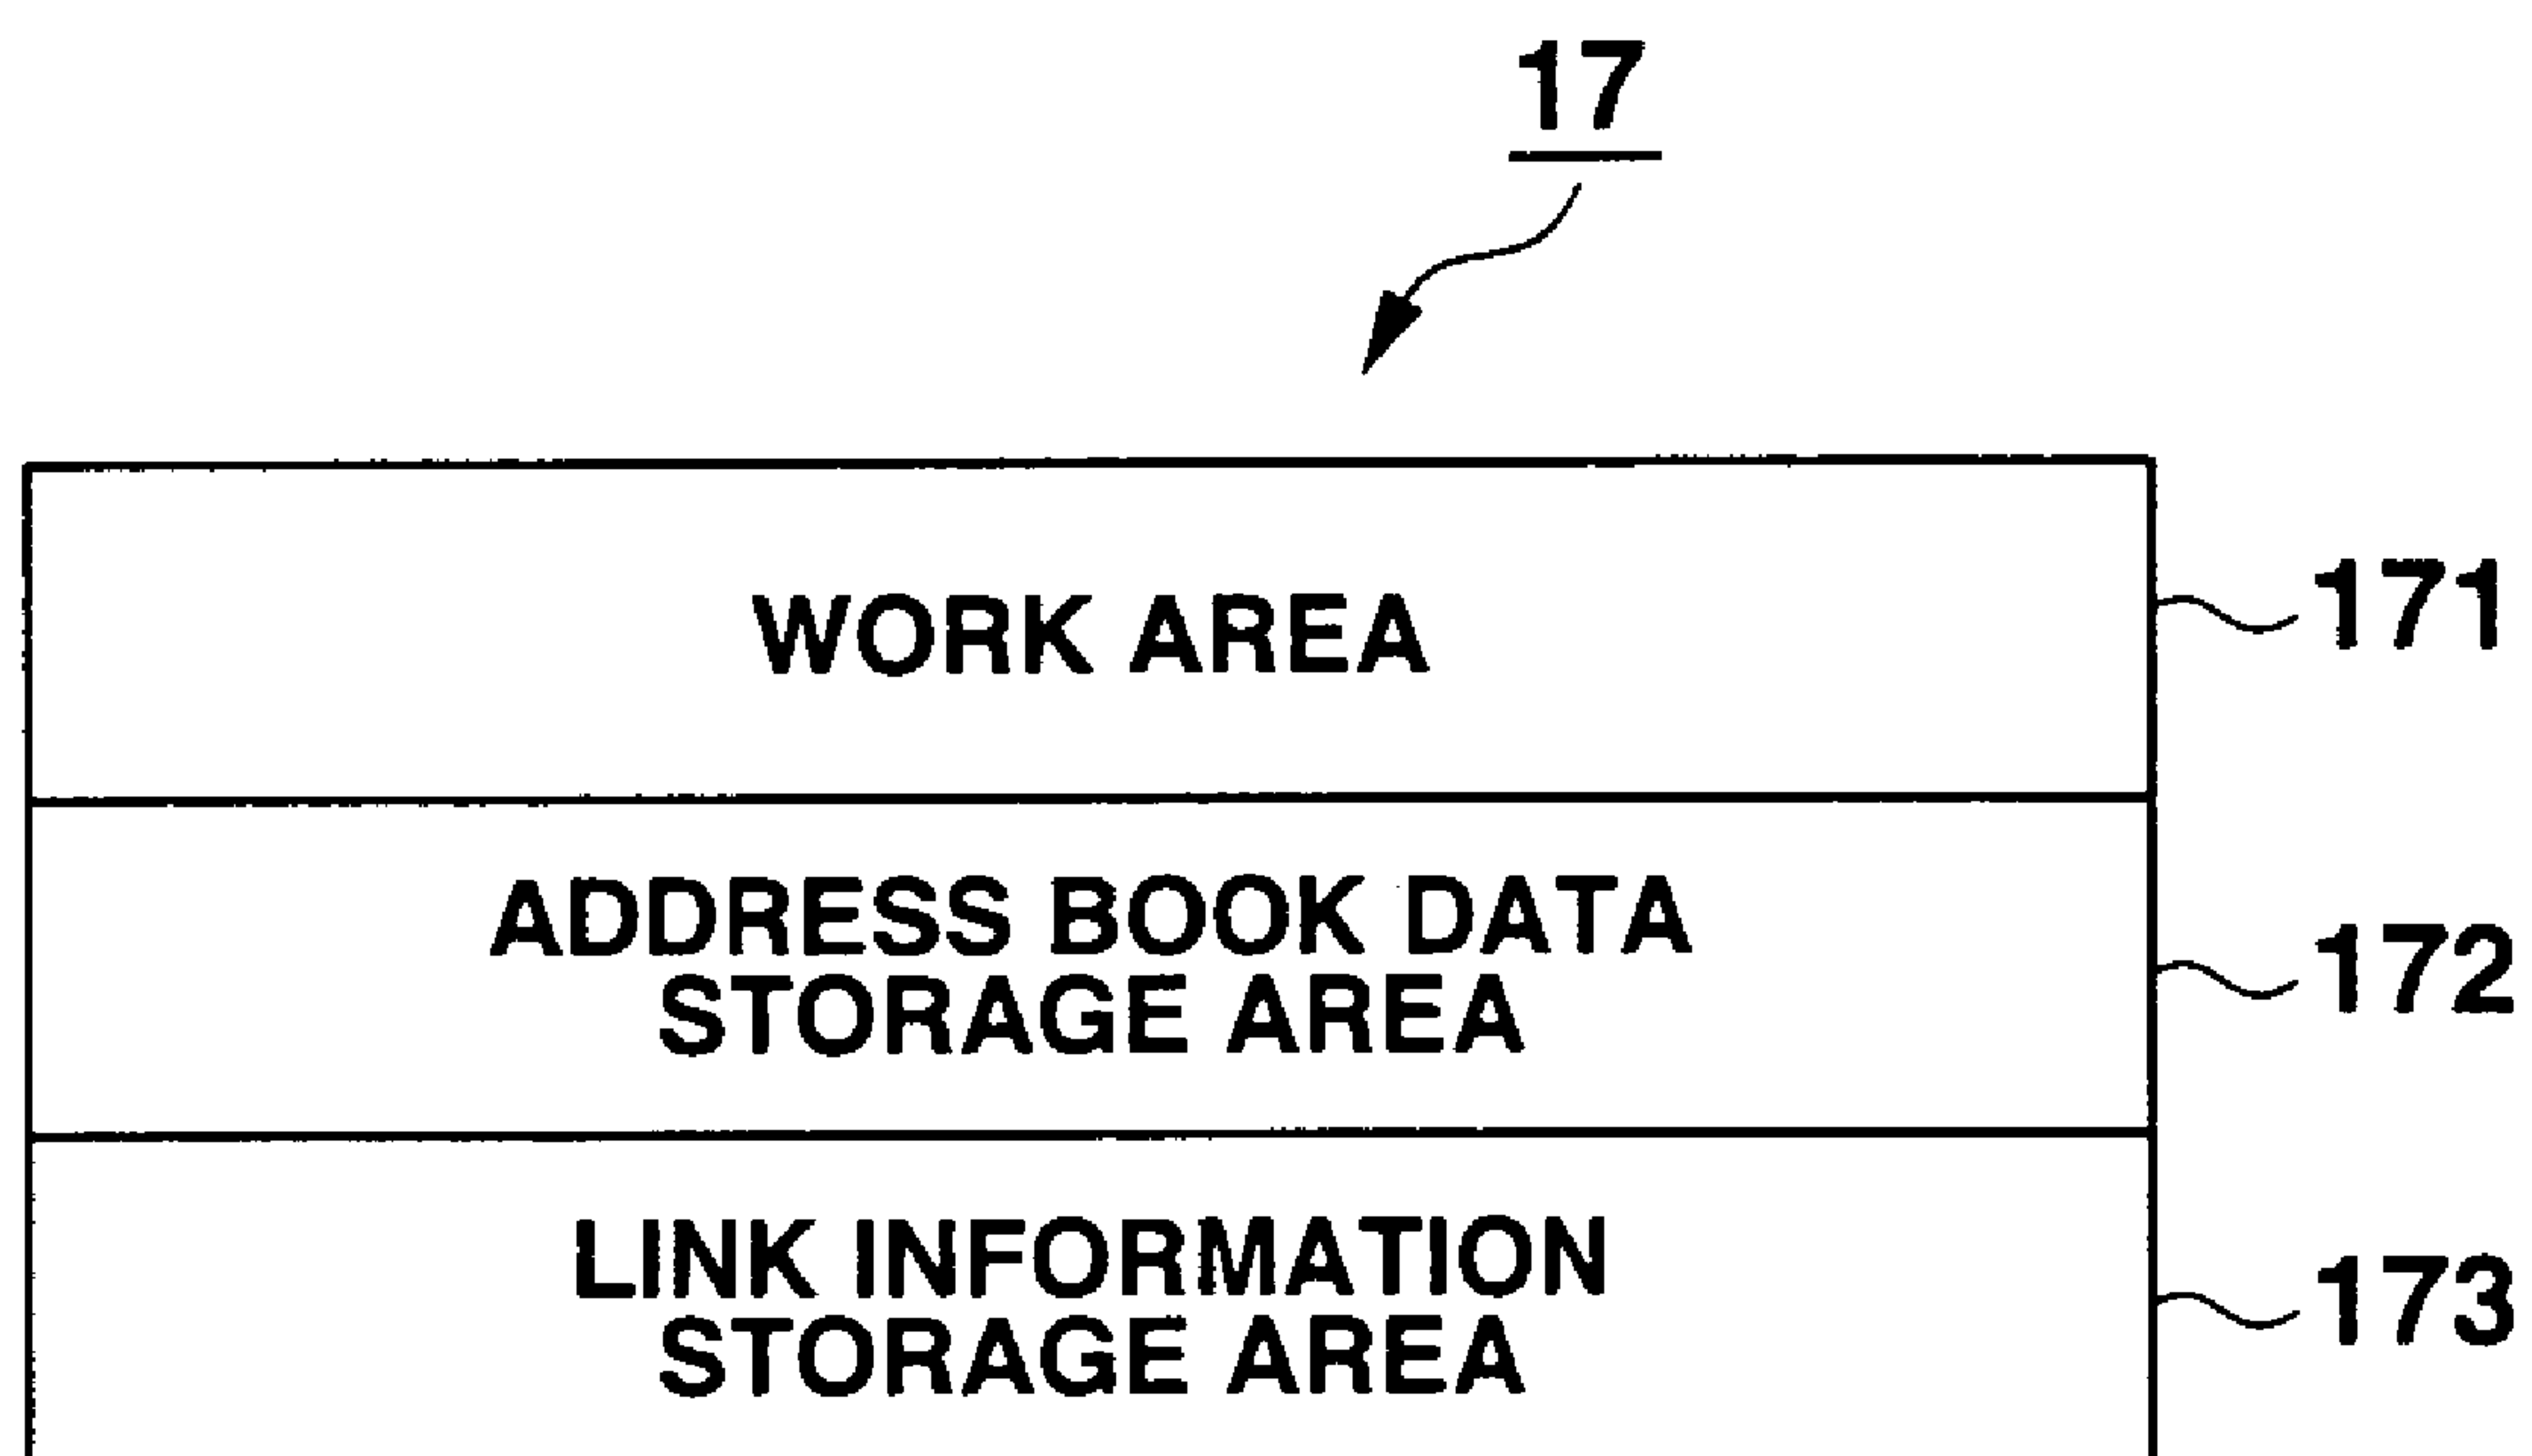 17
WORK AREA
171
ADDRESS BOOK DATA
STORAGE AREA
172
LINK INFORMATION
STORAGE AREA
173